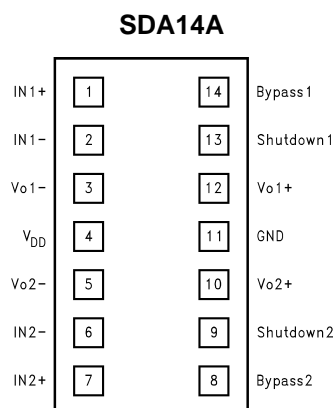 SDA14A
IN1+ 1 14 Bypass1
IN1- 2 13 Shutdown1
Vo1- 3 12 Vo1+
VDD 4 11 GND
Vo2- 5 10 Vo2+
IN2- 6 9 Shutdown2
IN2+ 7 8 Bypass2